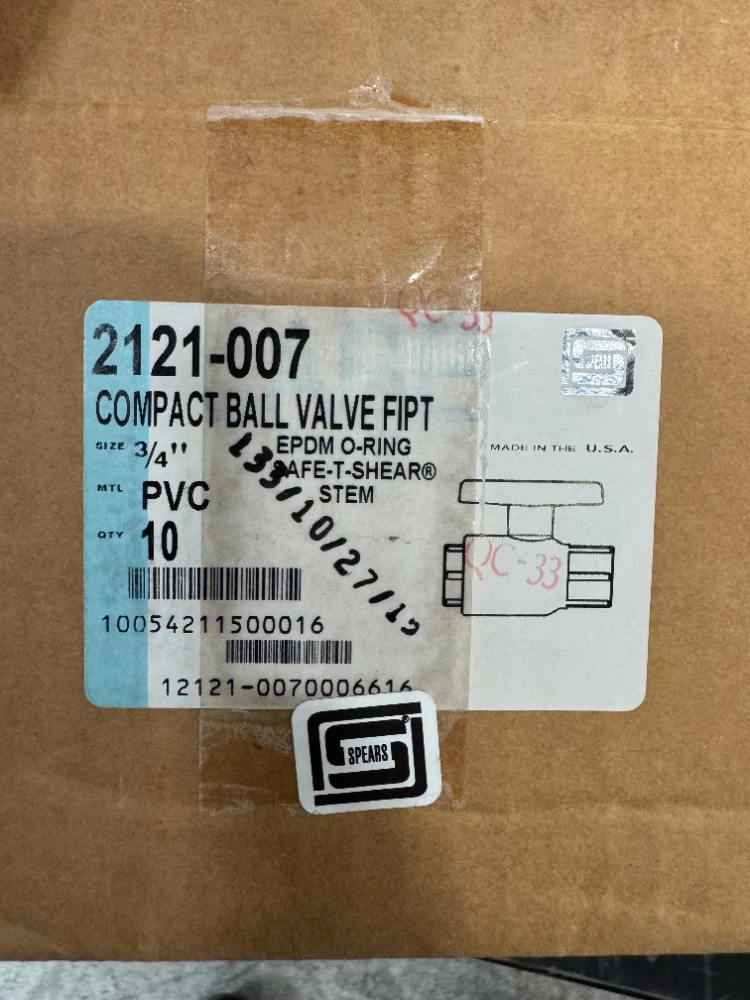 QC-33
2121-007
SPEARS
COMPACT BALL VALVE FIPT
SIZE 3/4" EPDM O-RING
SAFE-T-SHEAR®
MADE IN THE U.S.A.
MTL PVC STEM
QTY 10
133/10/27/
QC-33
10054211500016
12121-0070006616
SPEARS®